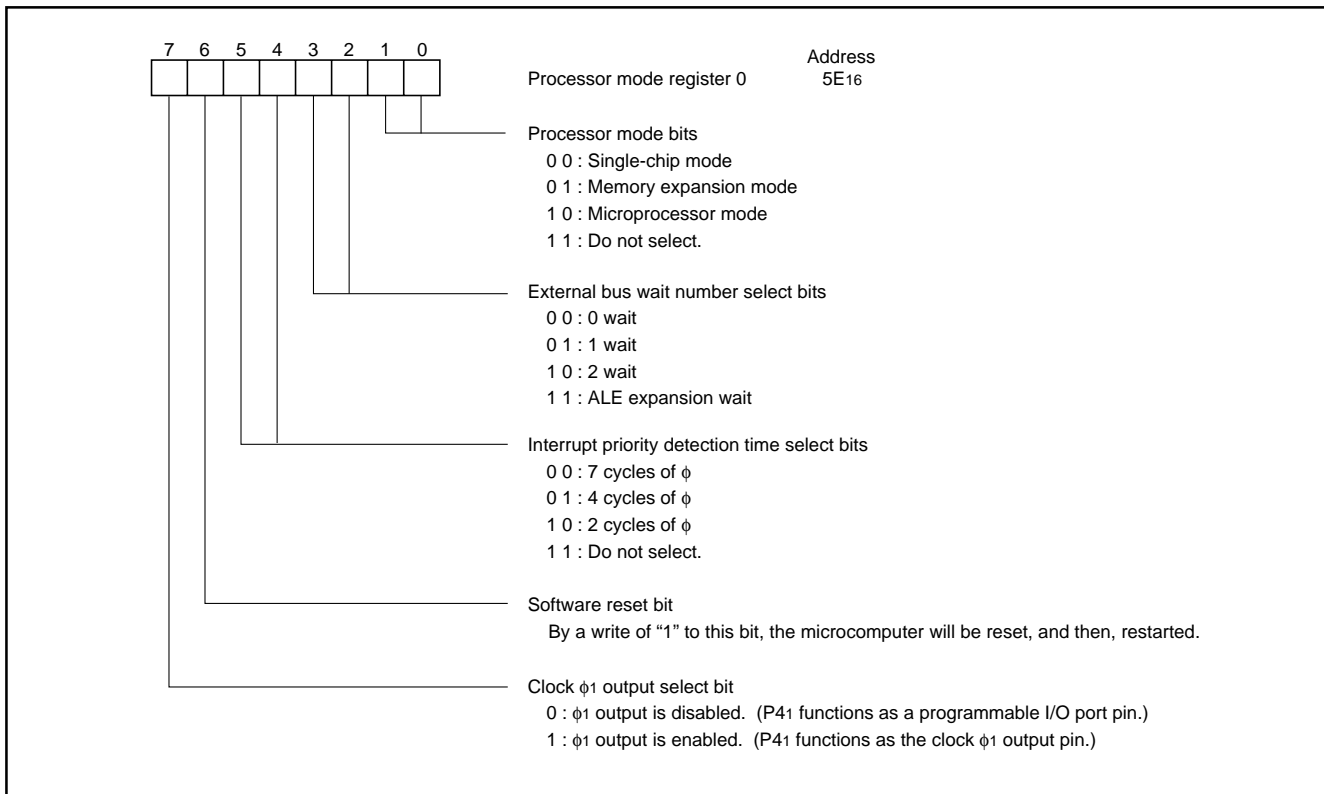 7 6 5 4 3 2 1 0
Address
Processor mode register 0 5E16
Processor mode bits
0 0 : Single-chip mode
0 1 : Memory expansion mode
1 0 : Microprocessor mode
1 1 : Do not select.
External bus wait number select bits
0 0 : 0 wait
0 1 : 1 wait
1 0 : 2 wait
1 1 : ALE expansion wait
Interrupt priority detection time select bits
0 0 : 7 cycles of ϕ
0 1 : 4 cycles of ϕ
1 0 : 2 cycles of ϕ
1 1 : Do not select.
Software reset bit
By a write of “1” to this bit, the microcomputer will be reset, and then, restarted.
Clock ϕ1 output select bit
0 : ϕ1 output is disabled. (P41 functions as a programmable I/O port pin.)
1 : ϕ1 output is enabled. (P41 functions as the clock ϕ1 output pin.)